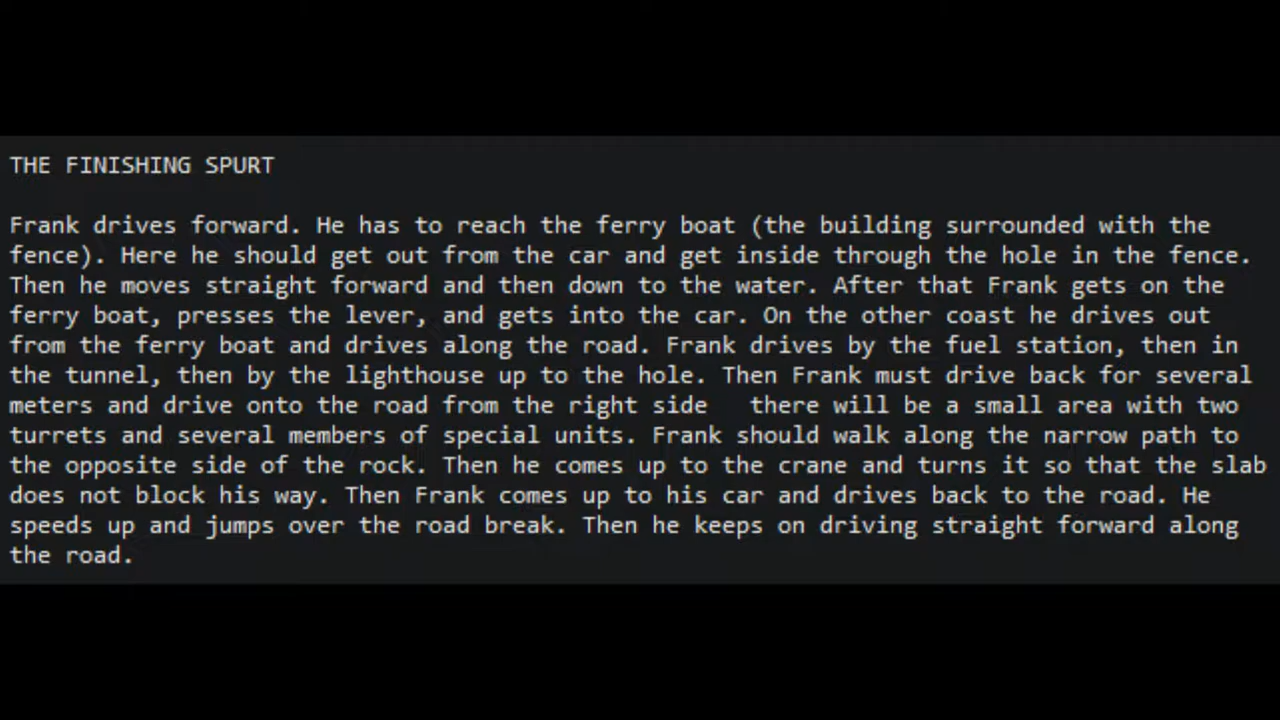 THE FINISHING SPURT
Frank drives forward. He has to reach the ferry boat (the building surrounded with the
fence). Here he should get out from the car and get inside through the hole in the fence.
Then he moves straight forward and then down to the water. After that Frank gets on the
ferry boat, presses the lever, and gets into the car. On the other coast he drives out
from the ferry boat and drives along the road. Frank drives by the fuel station, then in
the tunnel, then by the lighthouse up to the hole. Then Frank must drive back for several
meters and drive onto the road from the right side   there will be a small area with two
turrets and several members of special units. Frank should walk along the narrow path to
the opposite side of the rock. Then he comes up to the crane and turns it so that the slab
does not block his way. Then Frank comes up to his car and drives back to the road. He
speeds up and jumps over the road break. Then he keeps on driving straight forward along
the road.